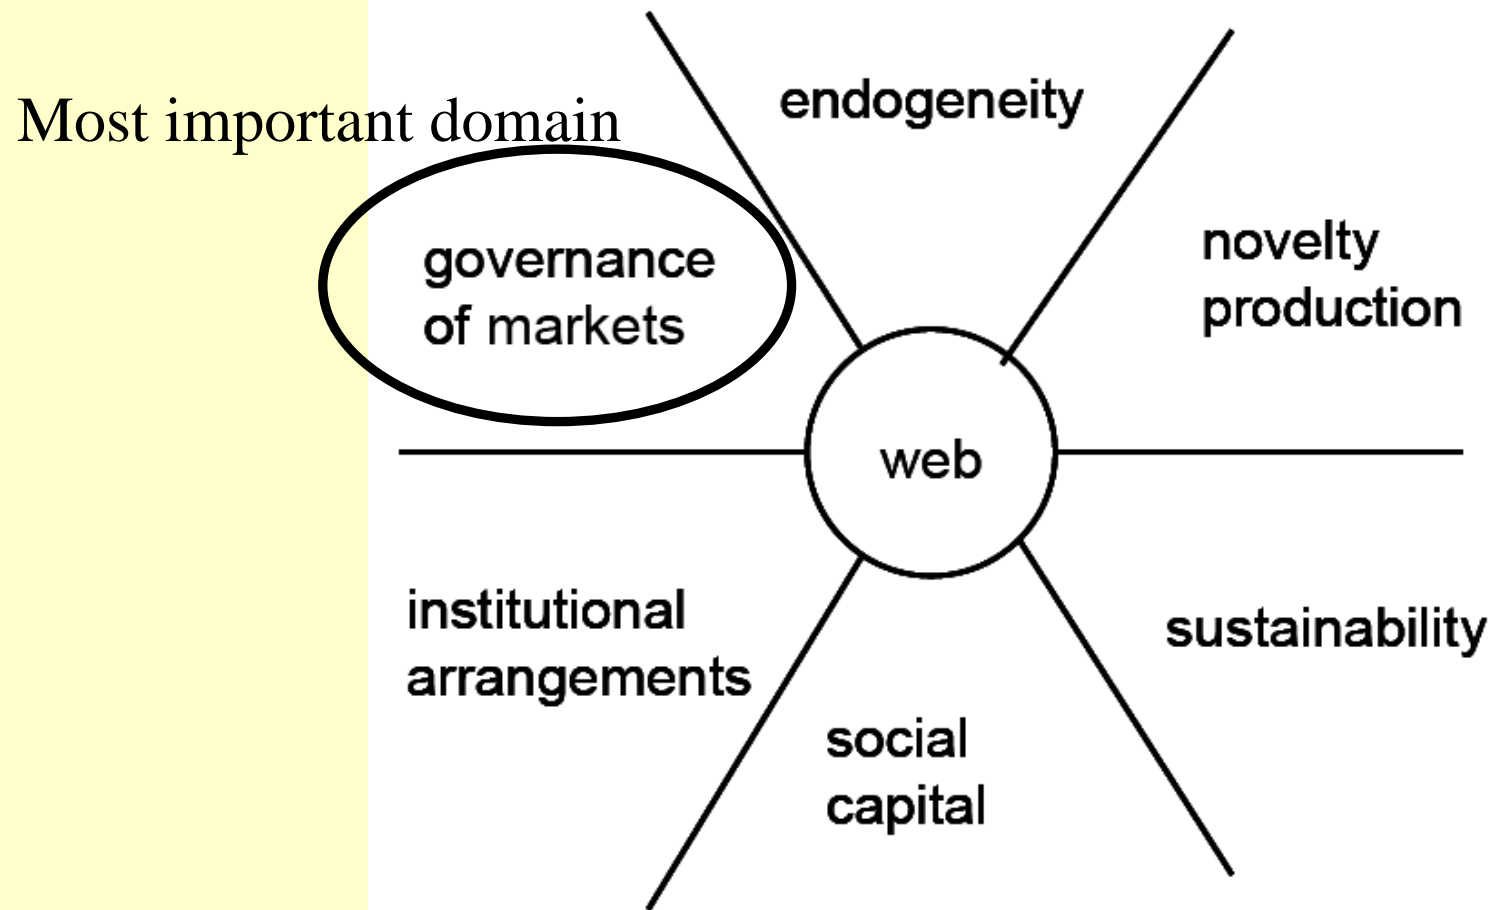 Most important domain
endogeneity
governance
of markets
novelty
production
web
institutional
arrangements
sustainability
social
capital